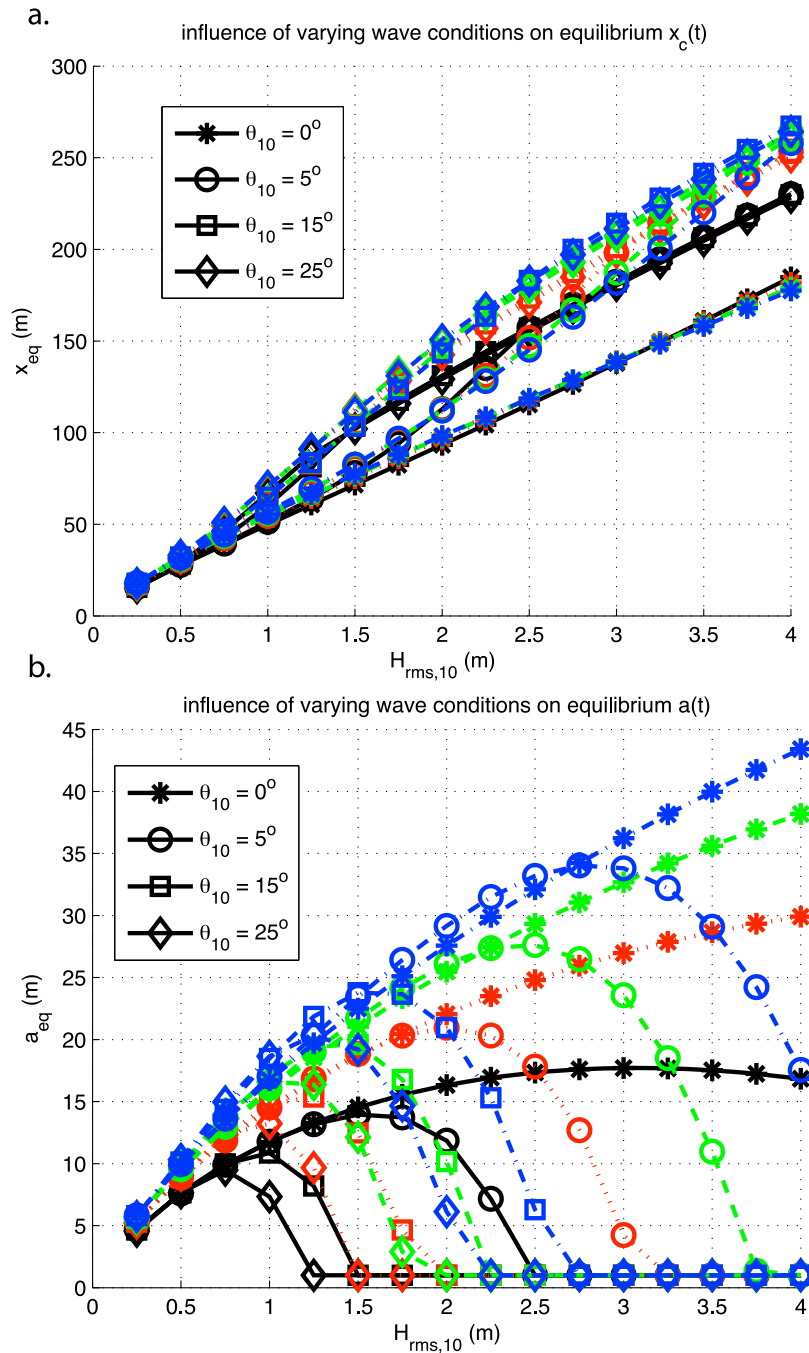 a.
influence of varying wave conditions on equilibrium x_c(t)
300
250
200
150
100
50
0
x_eq (m)
θ_10 = 0°
θ_10 = 5°
θ_10 = 15°
θ_10 = 25°
0 0.5 1 1.5 2 2.5 3 3.5 4
H_rms,10 (m)
b.
influence of varying wave conditions on equilibrium a(t)
45
40
35
30
25
20
15
10
5
0
a_eq (m)
θ_10 = 0°
θ_10 = 5°
θ_10 = 15°
θ_10 = 25°
0 0.5 1 1.5 2 2.5 3 3.5 4
H_rms,10 (m)